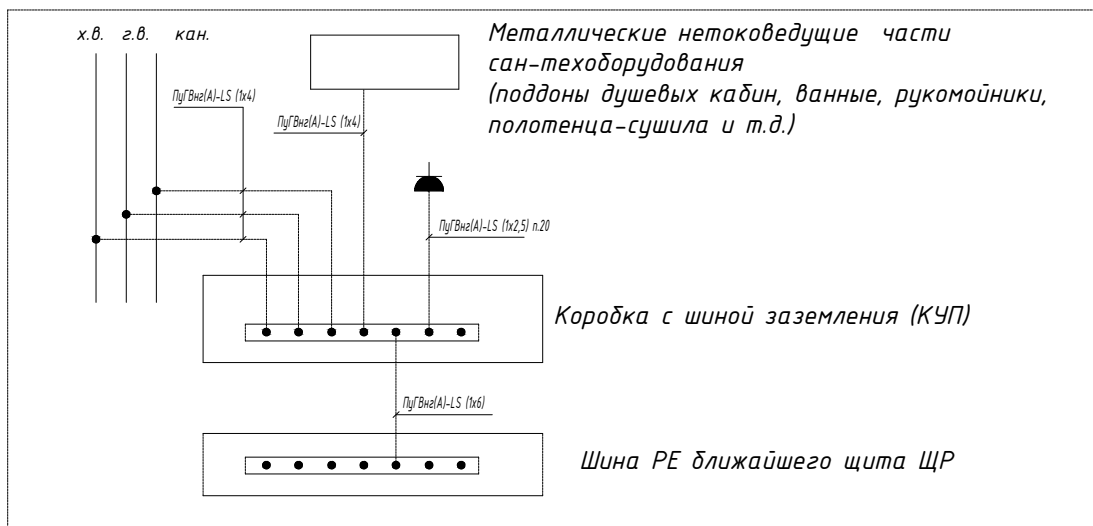 х.в. г.в. кан.
Металлические нетоковедущие части
сан-техоборудования
(поддоны душевых кабин, ванные, рукомойники,
полотенца-сушила и т.д.)
ПуГВнг(А)-LS (1х4)
ПуГВнг(А)-LS (1х4)
ПуГВнг(А)-LS (1х2,5) п.20
Коробка с шиной заземления (КУП)
ПуГВнг(А)-LS (1х6)
Шина РЕ ближайшего щита ЩР